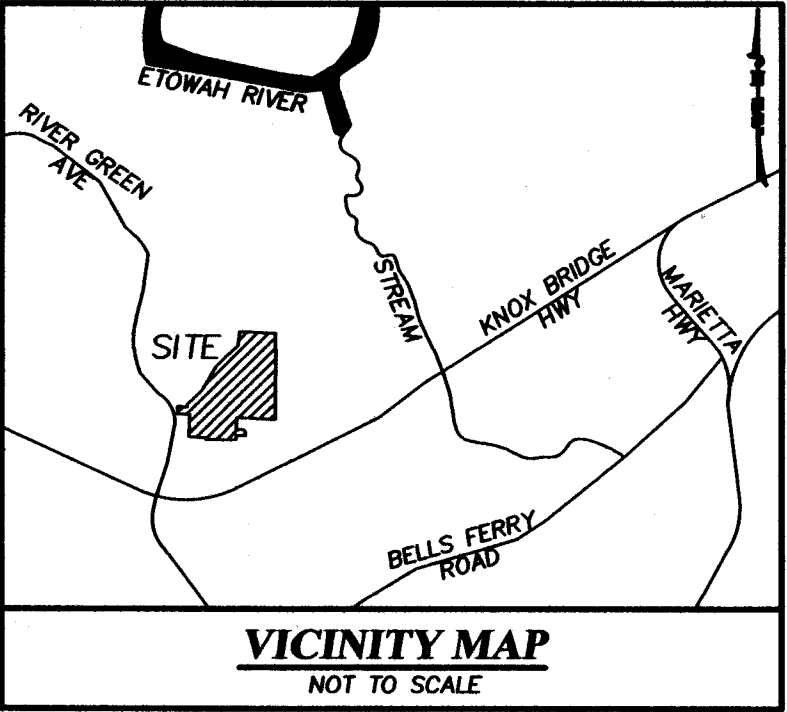 ETOWAH RIVER
RIVER GREEN
AVE
STREAM
KNOX BRIDGE
HWY
MARIETTA
HWY
SITE
BELLS FERRY
ROAD
VICINITY MAP
NOT TO SCALE